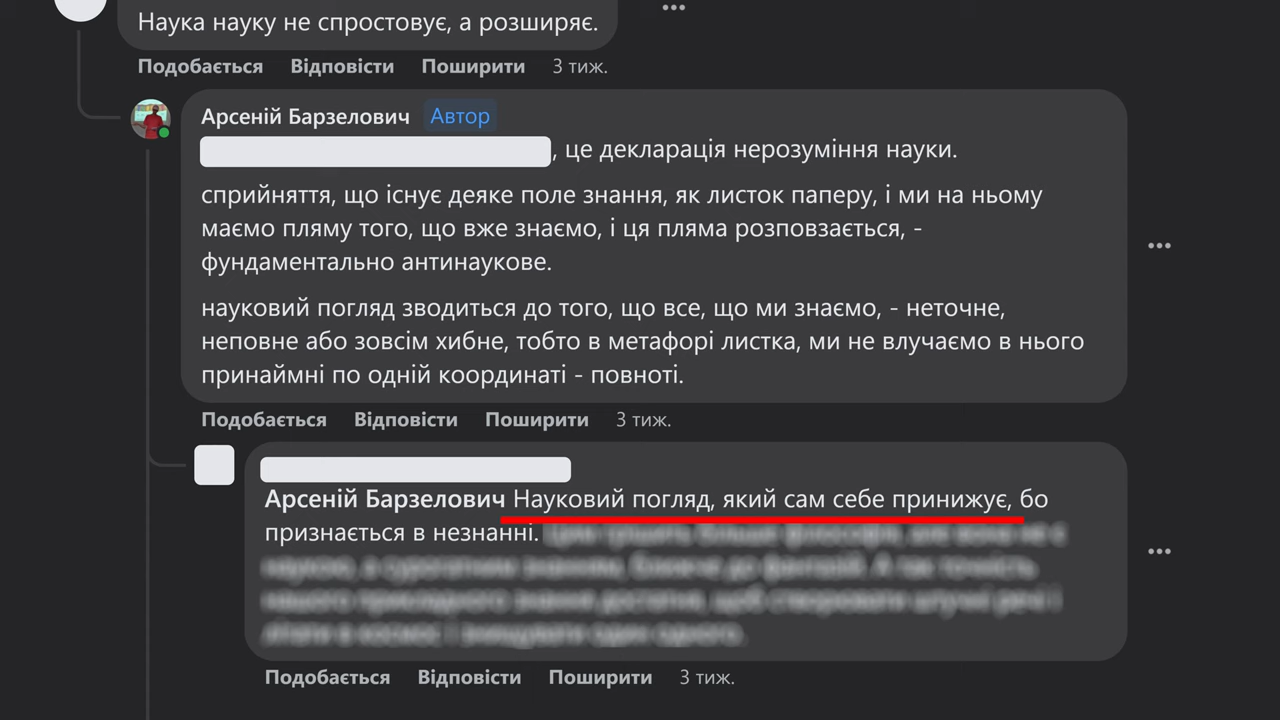 Наука науку не спростовує, а розширяє.
Подобається Відповісти Поширити 3 тиж.
Арсеній Барзелович Автор
, це декларація нерозуміння науки.
сприйняття, що існує деяке поле знання, як листок паперу, і ми на ньому
маємо пляму того, що вже знаємо, і ця пляма розповзається, -
фундаментально антинаукове.
науковий погляд зводиться до того, що все, що ми знаємо, - неточне,
неповне або зовсім хибне, тобто в метафорі листка, ми не влучаємо в нього
принаймні по одній координаті - повноті.
Подобається Відповісти Поширити 3 тиж.
Арсеній Барзелович Науковий погляд, який сам себе принижує, бо
признається в незнанні.
Подобається Відповісти Поширити 3 тиж.